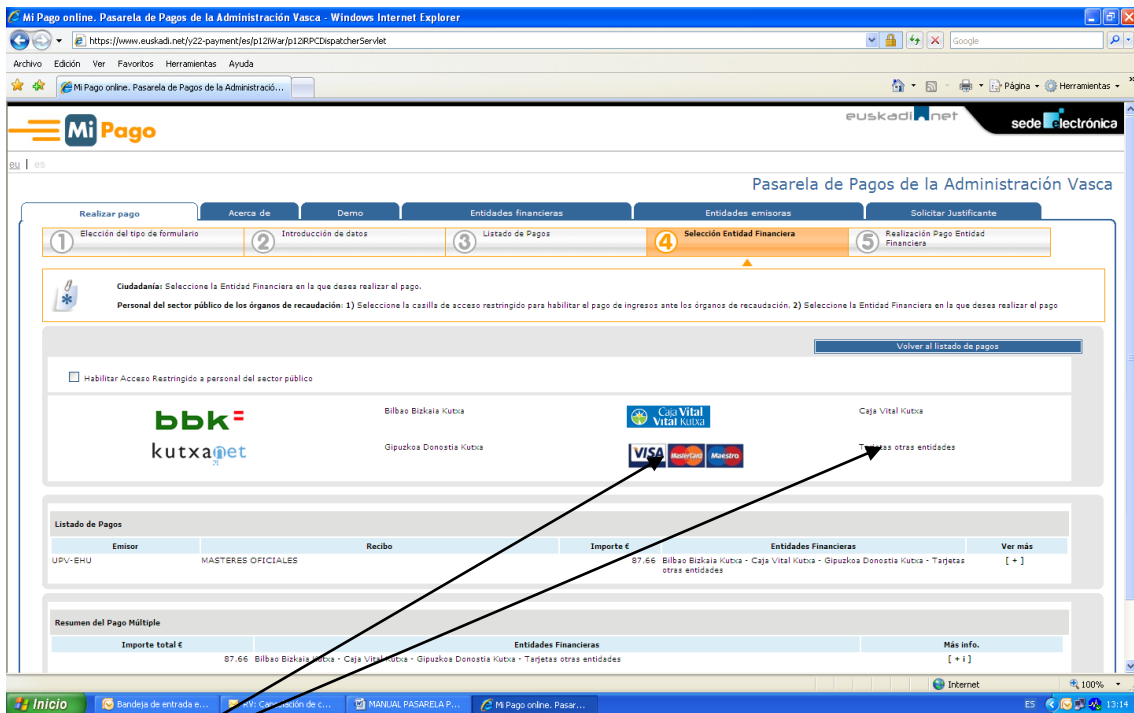 Mi Pago online. Pasarela de Pagos de la Administración Vasca - Windows Internet Explorer
https://www.euskadi.net/y22-payment/es/p12iWar/p12iRPCDispatcherServlet
Google
Archivo Edición Ver Favoritos Herramientas Ayuda
Mi Pago online. Pasarela de Pagos de la Administració...
Página Herramientas
Mi Pago
euskadi net
sede electrónica
eu | es
Pasarela de Pagos de la Administración Vasca
Realizar pago Acerca de Demo Entidades financieras Entidades emisoras Solicitar Justificante
1 Elección del tipo de formulario 2 Introducción de datos 3 Listado de Pagos 4 Selección Entidad Financiera 5 Realización Pago Entidad
Financiera
Ciudadanía: Seleccione la Entidad Financiera en la que desea realizar el pago.
Personal del sector público de los órganos de recaudación: 1) Seleccione la casilla de acceso restringido para habilitar el pago de ingresos ante los órganos de recaudación. 2) Seleccione la Entidad Financiera en la que desea realizar el pago
Volver al listado de pagos
Habilitar Acceso Restringido a personal del sector público
bbk= Bilbao Bizkaia Kutxa Caja Vital Vital Kutxa Caja Vital Kutxa
kutxanet Gipuzkoa Donostia Kutxa VISA MasterCard Maestro Tarjetas otras entidades
Listado de Pagos
Emisor Recibo Importe € Entidades Financieras Ver más
UPV-EHU MASTERES OFICIALES 87.66 Bilbao Bizkaia Kutxa - Caja Vital Kutxa - Gipuzkoa Donostia Kutxa - Tarjetas [ + ]
otras entidades
Resumen del Pago Múltiple
Importe total € Entidades Financieras Más info.
87.66 Bilbao Bizkaia Kutxa - Caja Vital Kutxa - Gipuzkoa Donostia Kutxa - Tarjetas otras entidades [ + i ]
Internet 100%
Inicio Bandeja de entrada e... RV: Cancelación de c... MANUAL PASARELA P... Mi Pago online. Pasar... ES 13:14